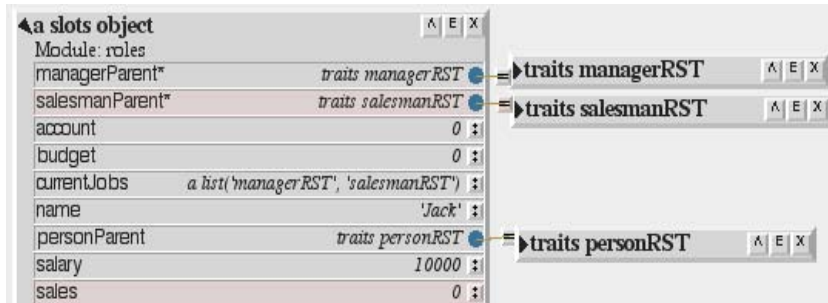 a slots object Λ E X
Module: roles
managerParent* traits managerRST = traits managerRST Λ E X
salesmanParent* traits salesmanRST = traits salesmanRST Λ E X
account 0 :
budget 0 :
currentJobs a list('managerRST', 'salesmanRST') :
name 'Jack' :
personParent traits personRST = traits personRST Λ E X
salary 10000 :
sales 0 :